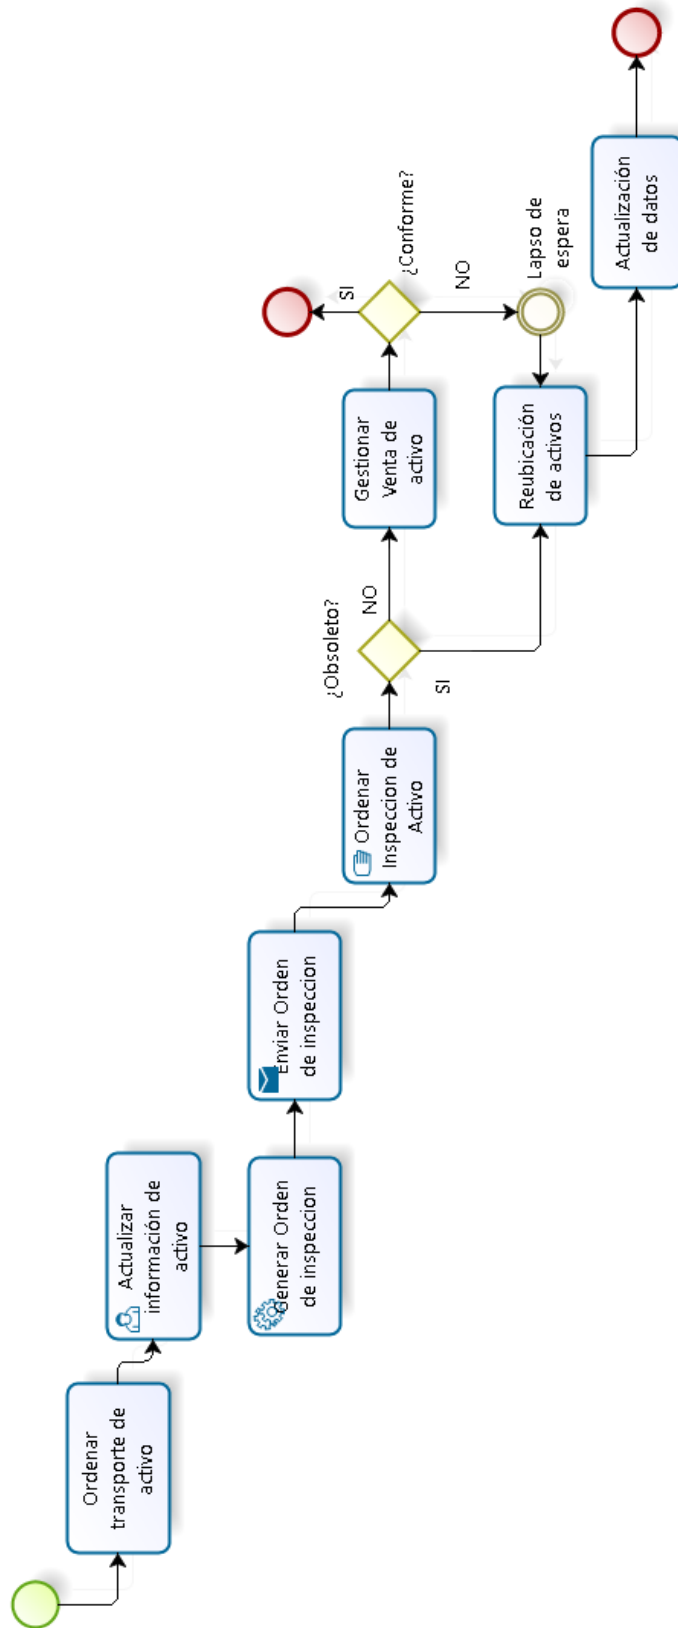 Ordenar
transporte de
activo
Actualizar
información de
activo
Generar Orden
de inspeccion
Enviar Orden
de inspeccion
Ordenar
Inspeccion de
Activo
¿Obsoleto?
NO
SI
Gestionar
Venta de
activo
¿Conforme?
SI
NO
Lapso de
espera
Reubicación
de activos
Actualización
de datos